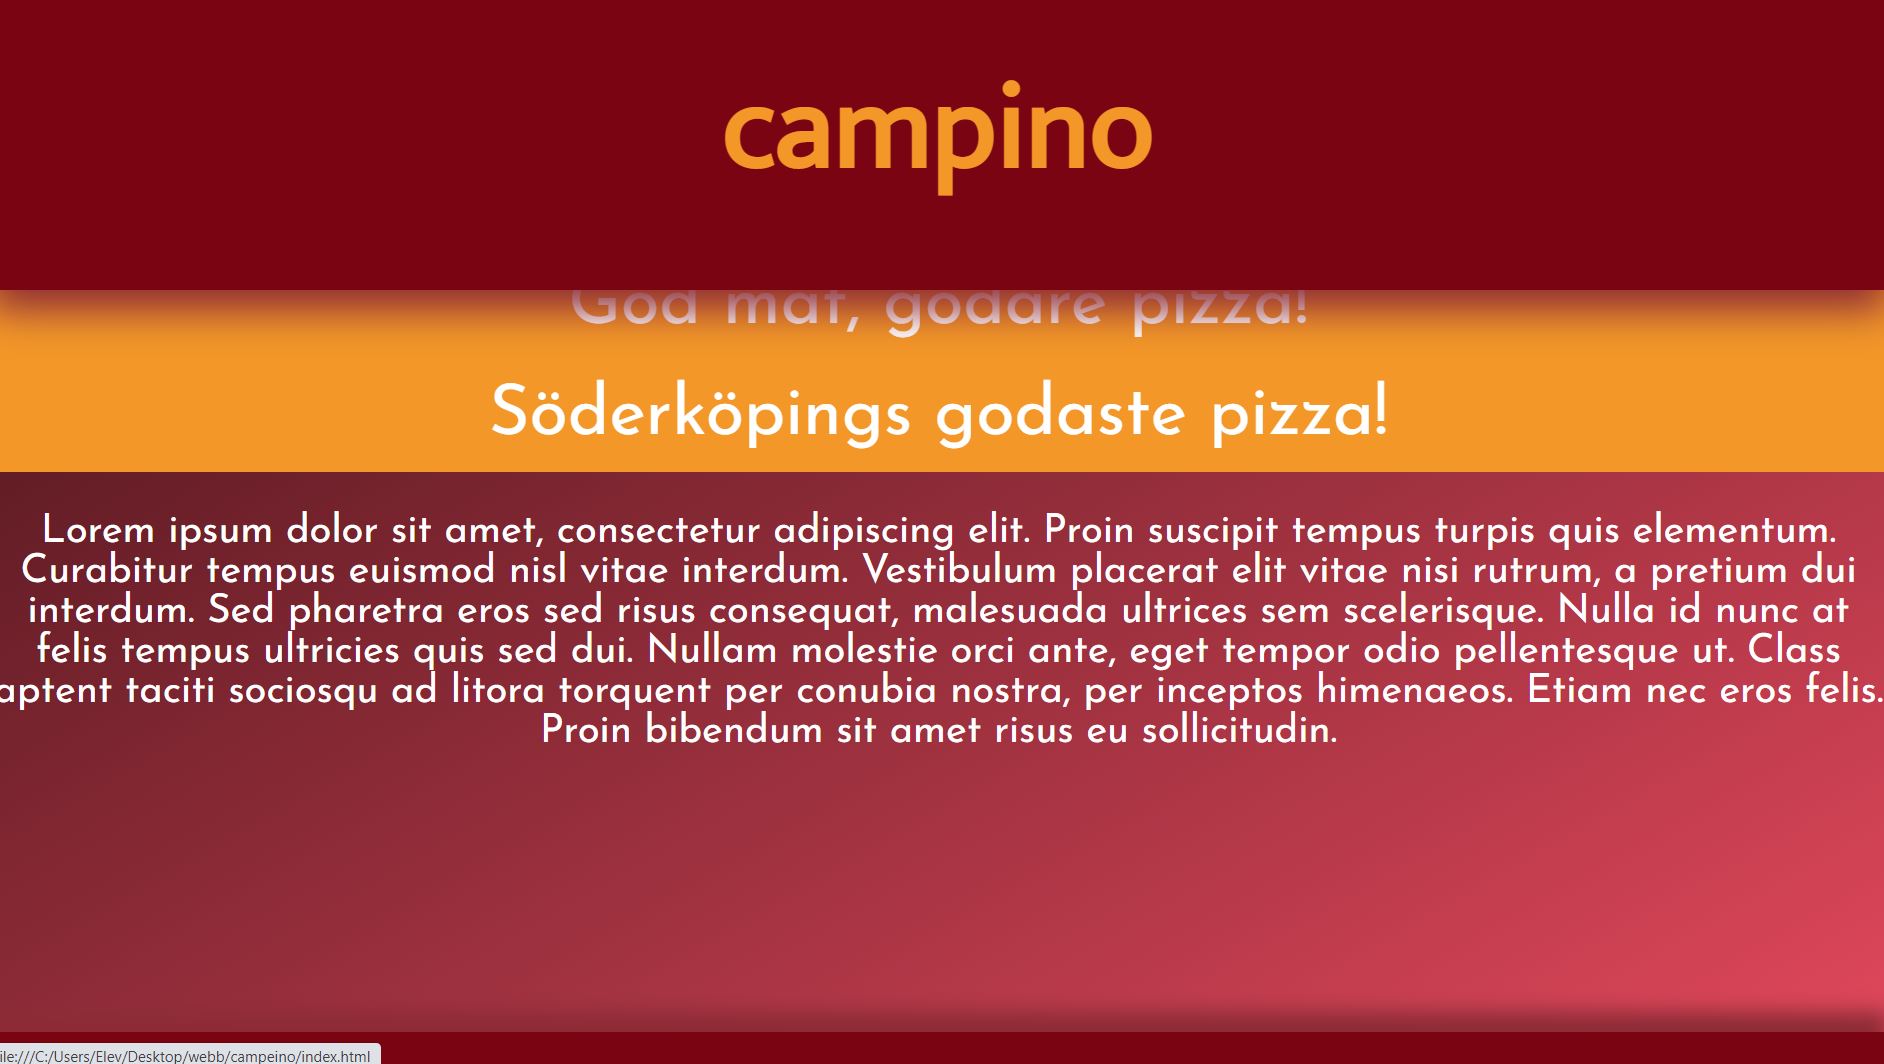 campino
God mat, godare pizza!
Söderköpings godaste pizza!
Lorem ipsum dolor sit amet, consectetur adipiscing elit. Proin suscipit tempus turpis quis elementum.
Curabitur tempus euismod nisl vitae interdum. Vestibulum placerat elit vitae nisi rutrum, a pretium dui
interdum. Sed pharetra eros sed risus consequat, malesuada ultrices sem scelerisque. Nulla id nunc at
felis tempus ultricies quis sed dui. Nullam molestie orci ante, eget tempor odio pellentesque ut. Class
aptent taciti sociosqu ad litora torquent per conubia nostra, per inceptos himenaeos. Etiam nec eros felis.
Proin bibendum sit amet risus eu sollicitudin.
ile:///C:/Users/Elev/Desktop/webb/campeino/index.html